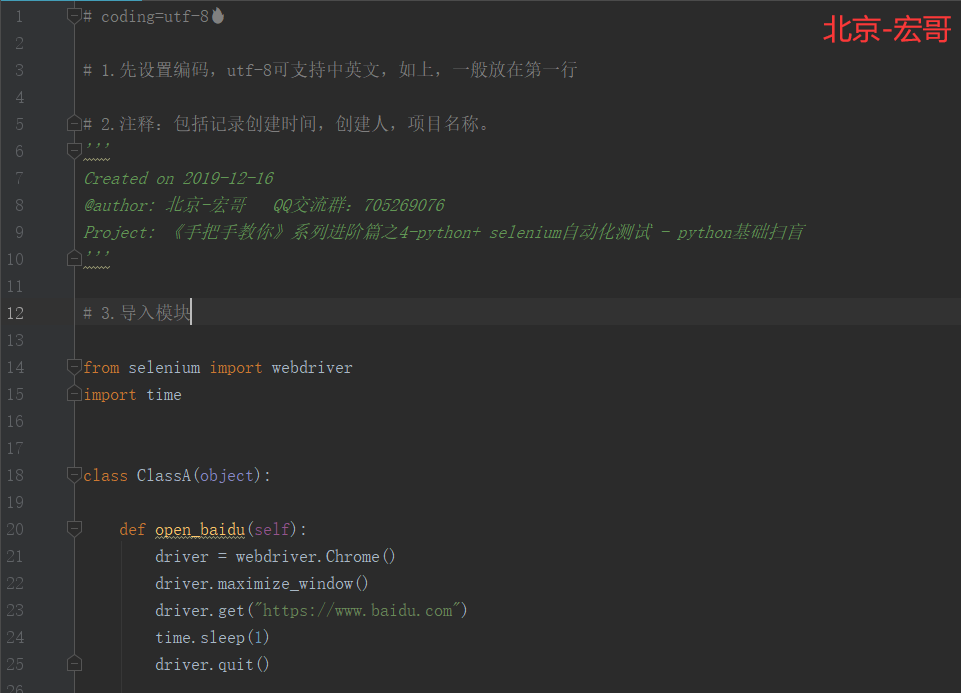 北京-宏哥
1 # coding=utf-8
2
3 # 1.先设置编码，utf-8可支持中英文，如上，一般放在第一行
4
5 # 2.注释：包括记录创建时间，创建人，项目名称。
6 '''
7 Created on 2019-12-16
8 @author: 北京-宏哥   QQ交流群：705269076
9 Project: 《手把手教你》系列进阶篇之4-python+ selenium自动化测试 - python基础扫盲
10 '''
11
12 # 3.导入模块
13
14 from selenium import webdriver
15 import time
16
17
18 class ClassA(object):
19
20     def open_baidu(self):
21         driver = webdriver.Chrome()
22         driver.maximize_window()
23         driver.get("https://www.baidu.com")
24         time.sleep(1)
25         driver.quit()
26